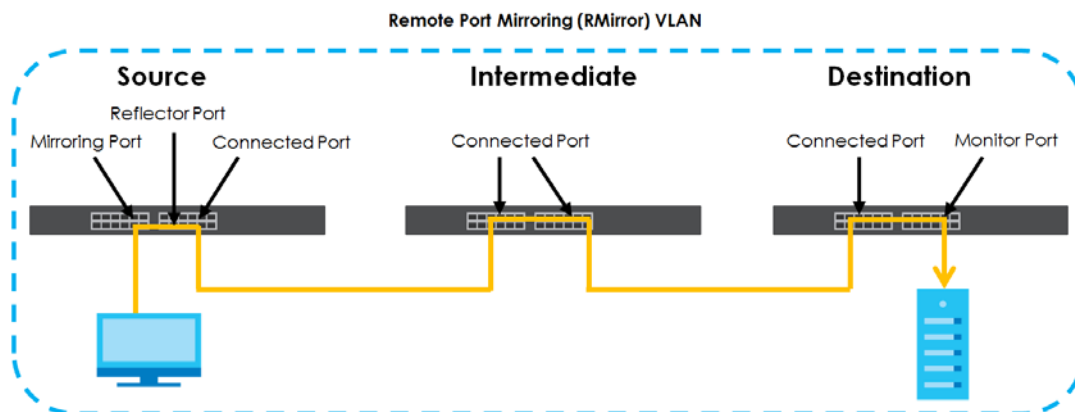 Remote Port Mirroring (RMirror) VLAN
Source
Intermediate
Destination
Reflector Port
Mirroring Port
Connected Port
Connected Port
Connected Port
Monitor Port